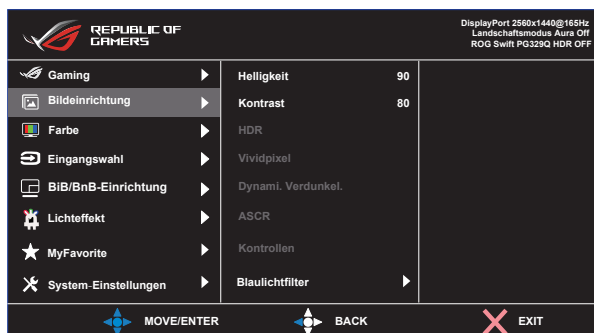 REPUBLIC OF
GAMERS
DisplayPort 2560x1440@165Hz
Landschaftsmodus Aura Off
ROG Swift PG329Q HDR OFF
Gaming
Bildeinrichtung
Farbe
Eingangswahl
BiB/BnB-Einrichtung
Lichteffekt
MyFavorite
System-Einstellungen
Helligkeit 90
Kontrast 80
HDR
Vividpixel
Dynami. Verdunkel.
ASCR
Kontrollen
Blaulichtfilter
MOVE/ENTER
BACK
EXIT